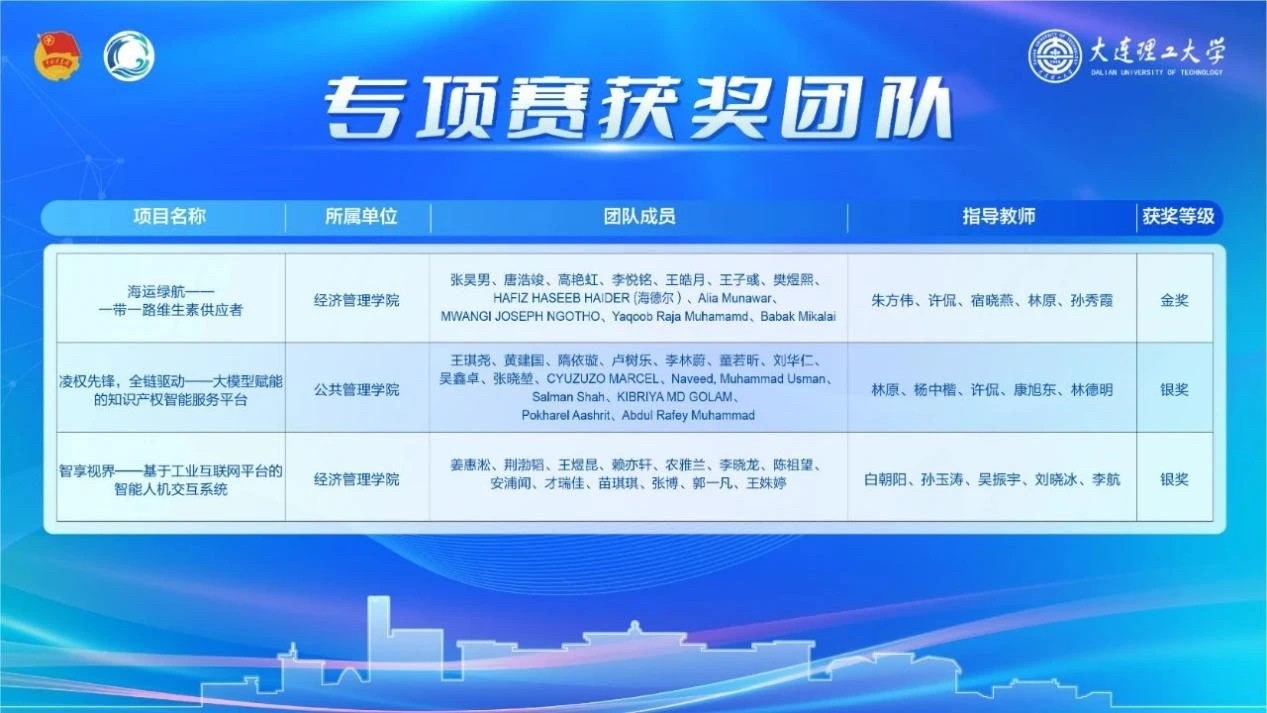 大连理工大学
DALIAN UNIVERSITY OF TECHNOLOGY
专项赛获奖团队
项目名称 所属单位 团队成员 指导教师 获奖等级
海运绿航——
一带一路维生素供应者
经济管理学院
张昊男、唐浩竣、高艳虹、李悦铭、王皓月、王子彧、樊煜熙、
HAFIZ HASEEB HAIDER (海德尔)、Alia Munawar、
MWANGI JOSEPH NGOTHO、Yaqoob Raja Muhamamd、Babak Mikalai
朱方伟、许侃、宿晓燕、林原、孙秀霞
金奖
凌权先锋，全链驱动——大模型赋能
的知识产权智能服务平台
公共管理学院
王琪尧、黄建国、隋依璇、卢树乐、李林蔚、童若昕、刘华仁、
吴鑫卓、张晓堃、CYUZUZO MARCEL、Naveed, Muhammad Usman、
Salman Shah、KIBRIYA MD GOLAM、
Pokharel Aashrit、Abdul Rafey Muhammad
林原、杨中楷、许侃、康旭东、林德明
银奖
智享视界——基于工业互联网平台的
智能人机交互系统
经济管理学院
姜惠淞、荆渤韬、王煜昆、赖亦轩、农雅兰、李晓龙、陈祖望、
安浦闻、才瑞佳、苗琪琪、张博、郭一凡、王姝婷
白朝阳、孙玉涛、吴振宇、刘晓冰、李航
银奖